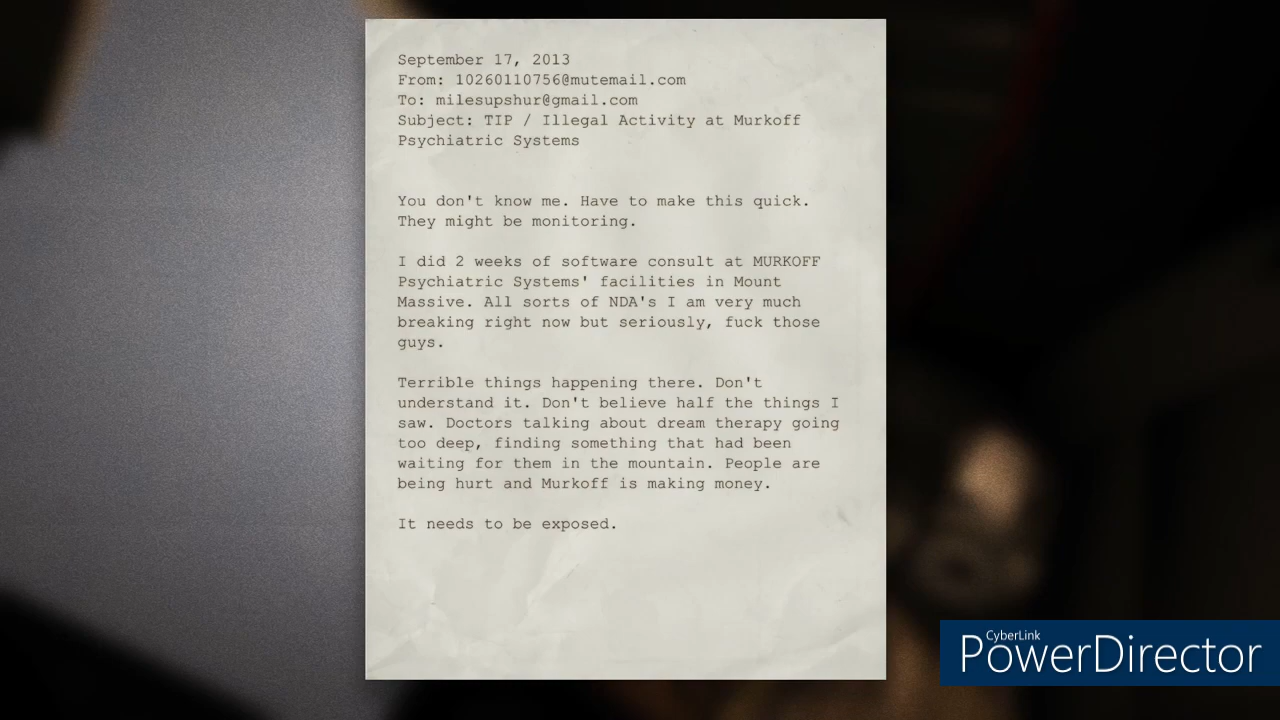 September 17, 2013
From: 10260110756@mutemail.com
To: milesupshur@gmail.com
Subject: TIP / Illegal Activity at Murkoff
Psychiatric Systems
You don't know me. Have to make this quick.
They might be monitoring.
I did 2 weeks of software consult at MURKOFF
Psychiatric Systems' facilities in Mount
Massive. All sorts of NDA's I am very much
breaking right now but seriously, fuck those
guys.
Terrible things happening there. Don't
understand it. Don't believe half the things I
saw. Doctors talking about dream therapy going
too deep, finding something that had been
waiting for them in the mountain. People are
being hurt and Murkoff is making money.
It needs to be exposed.
CyberLink
PowerDirector